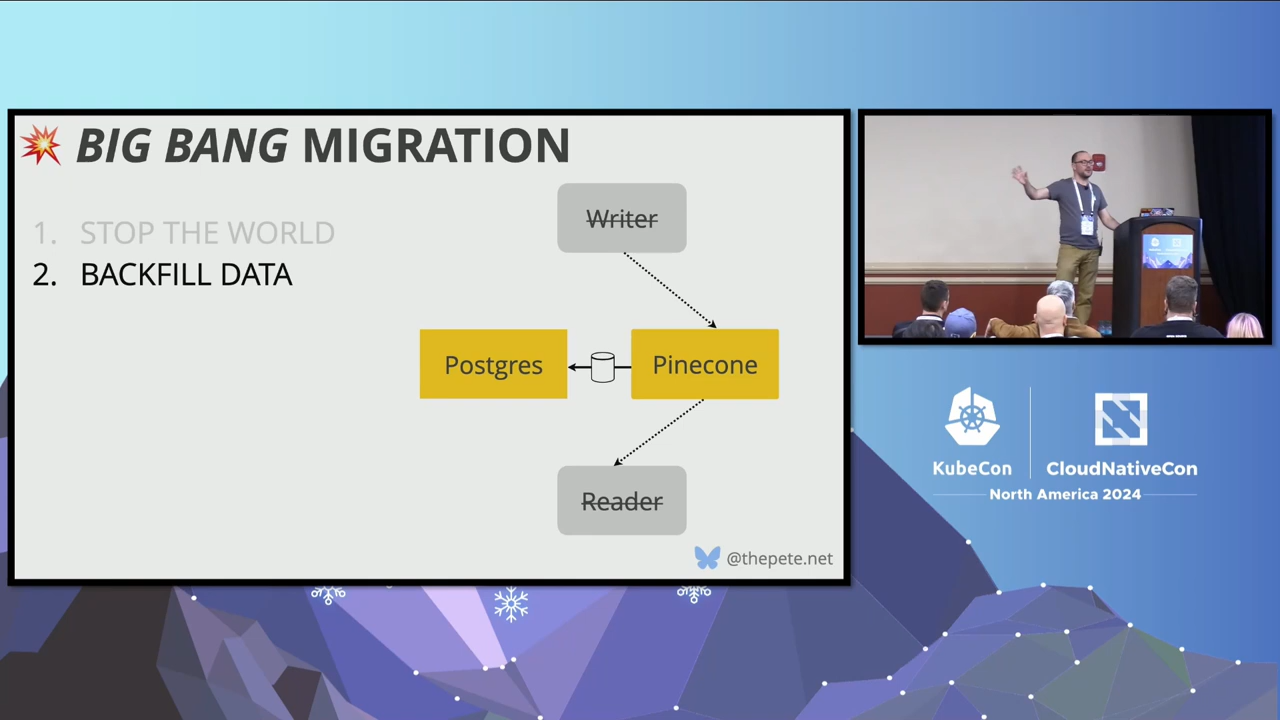 💥 BIG BANG MIGRATION
1. STOP THE WORLD
2. BACKFILL DATA
Writer
Postgres
Pinecone
Reader
@thepete.net
KubeCon
CloudNativeCon
North America 2024